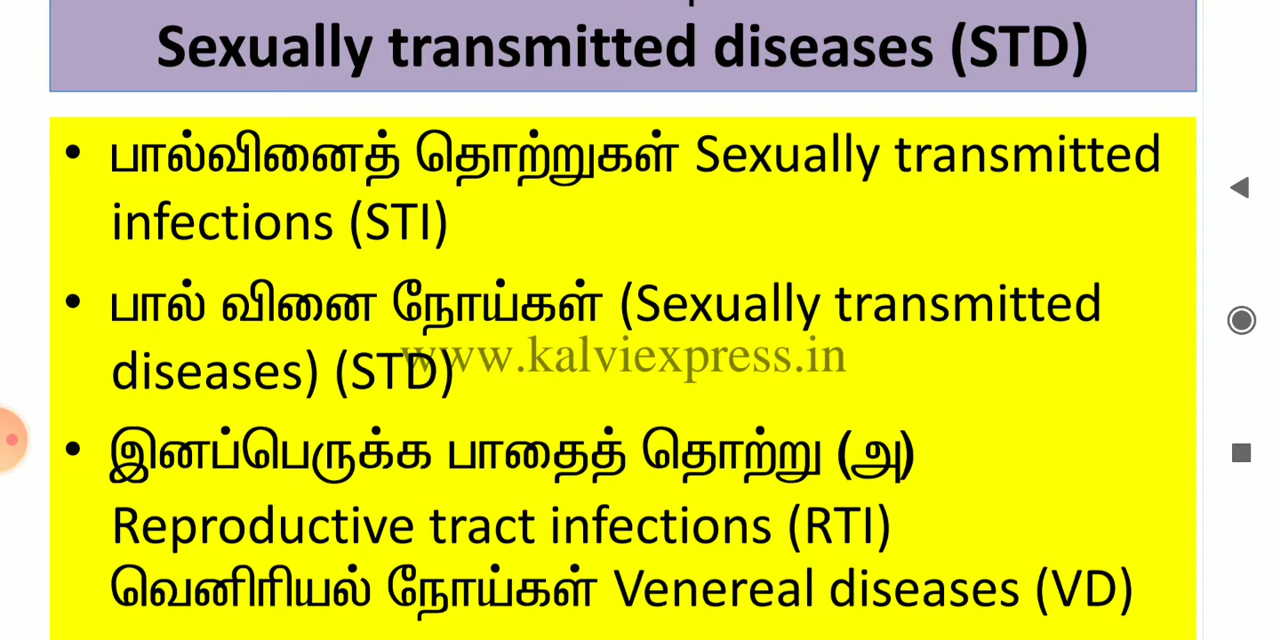 Sexually transmitted diseases (STD)
• பால்வினைத் தொற்றுகள் Sexually transmitted
infections (STI)
• பால் வினை நோய்கள் (Sexually transmitted
diseases) (STD)
www.kalviexpress.in
• இனப்பெருக்க பாதைத் தொற்று (அ)
Reproductive tract infections (RTI)
வெனிரியல் நோய்கள் Venereal diseases (VD)